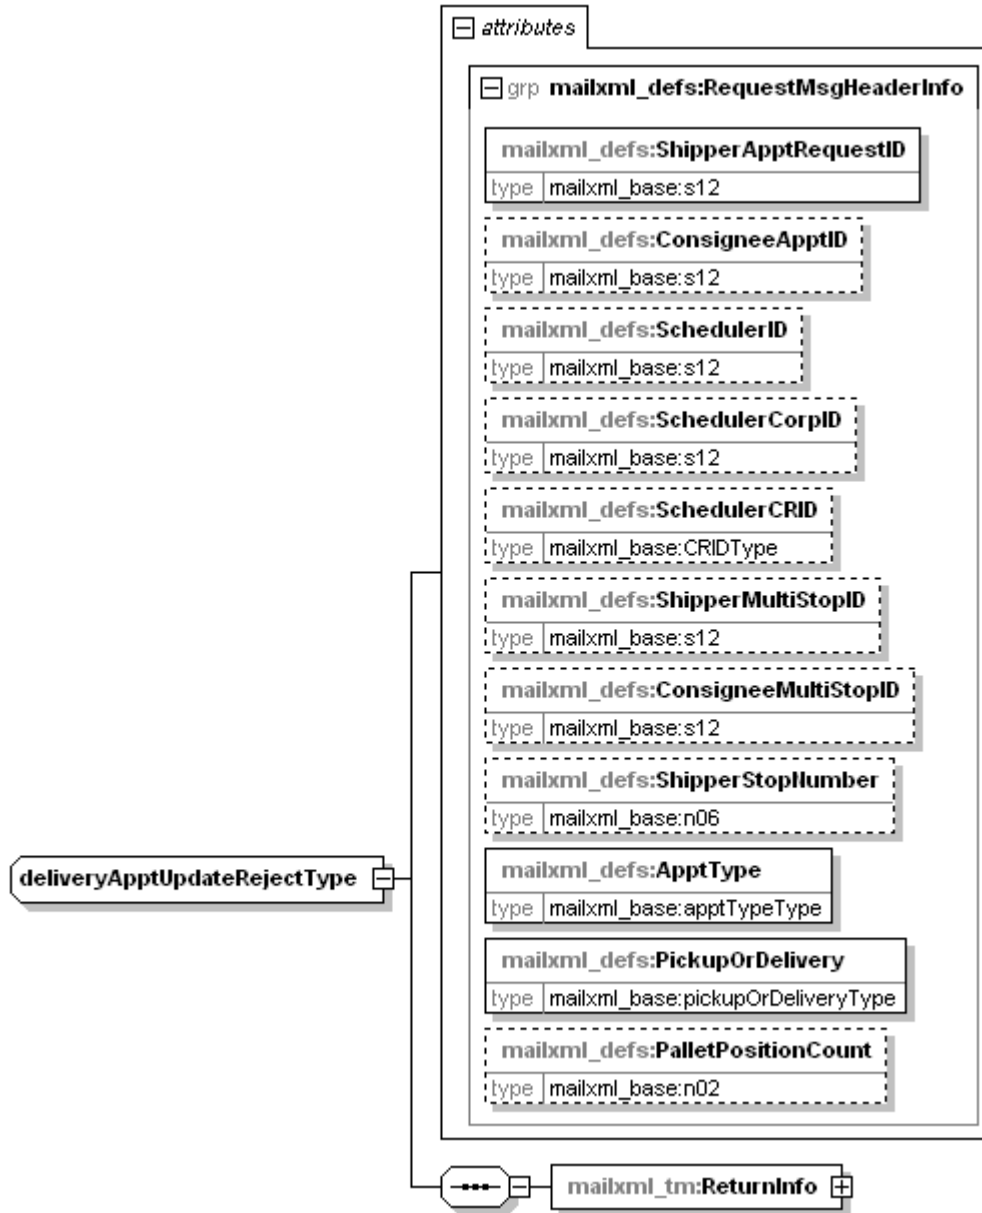 attributes
grp mailxml_defs:RequestMsgHeaderInfo
mailxml_defs:ShipperApptRequestID
type mailxml_base:s12
mailxml_defs:ConsigneeApptID
type mailxml_base:s12
mailxml_defs:SchedulerID
type mailxml_base:s12
mailxml_defs:SchedulerCorpID
type mailxml_base:s12
mailxml_defs:SchedulerCRID
type mailxml_base:CRIDType
mailxml_defs:ShipperMultiStopID
type mailxml_base:s12
mailxml_defs:ConsigneeMultiStopID
type mailxml_base:s12
mailxml_defs:ShipperStopNumber
type mailxml_base:n06
deliveryApptUpdateRejectType
mailxml_defs:ApptType
type mailxml_base:apptTypeType
mailxml_defs:PickupOrDelivery
type mailxml_base:pickupOrDeliveryType
mailxml_defs:PalletPositionCount
type mailxml_base:n02
mailxml_tm:ReturnInfo